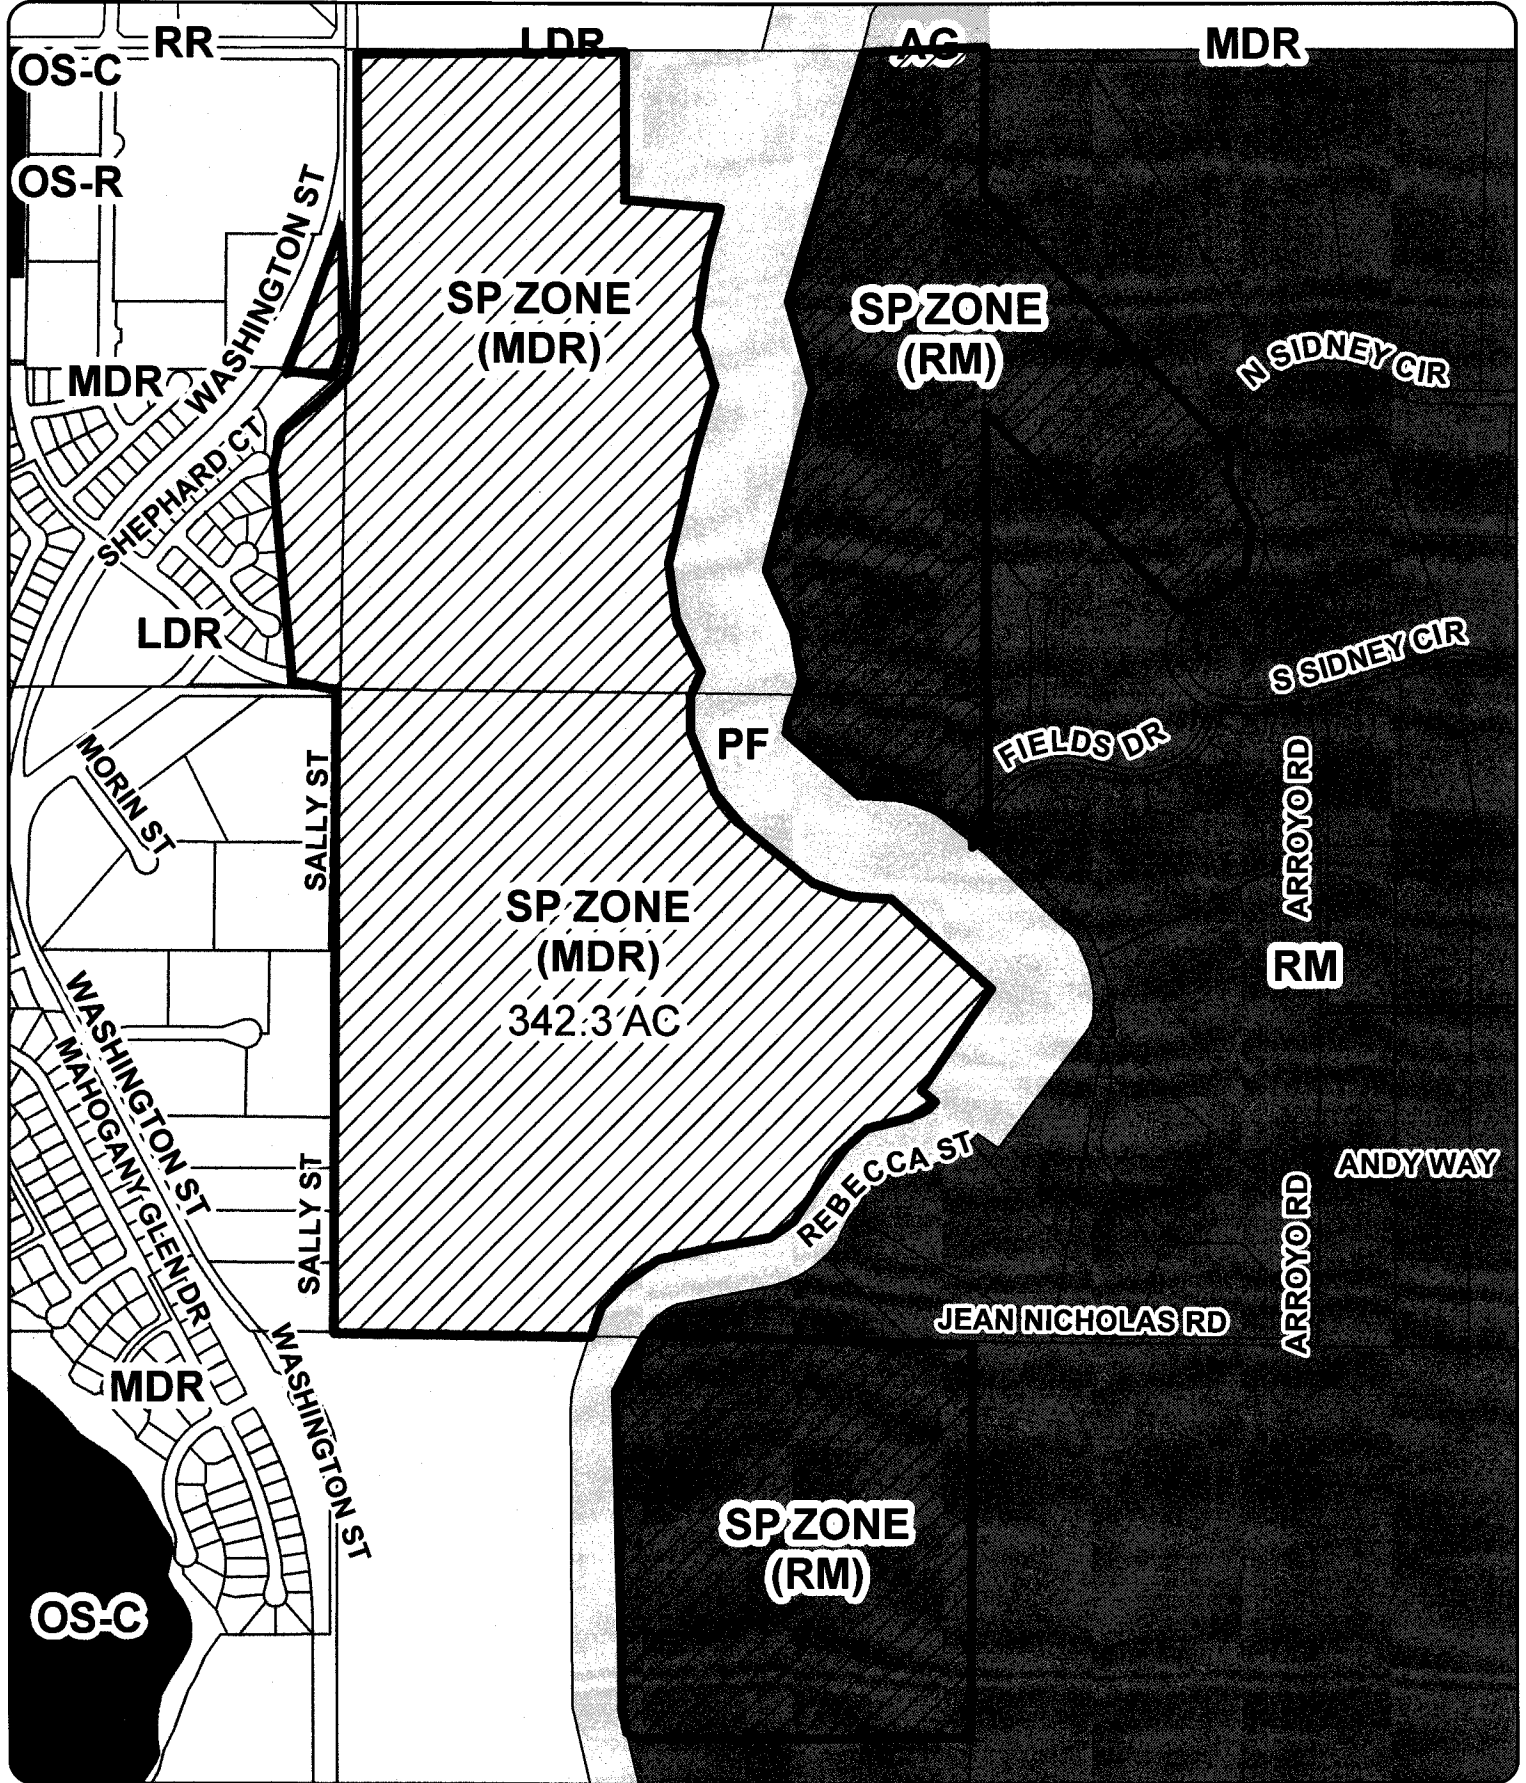 RR
LDR
AG
MDR
OS-C
OS-R
WASHINGTON ST
SP ZONE
(MDR)
SP ZONE
(RM)
N SIDNEY CIR
MDR
SHEPHARD CT
LDR
S SIDNEY CIR
MORIN ST
SALLY ST
PF
FIELDS DR
ARROYO RD
SP ZONE
(MDR)
342.3 AC
RM
WASHINGTON ST
MAHOGANY GLEN DR
SALLY ST
REBECCA ST
ANDY WAY
ARROYO RD
JEAN NICHOLAS RD
WASHINGTON ST
MDR
SP ZONE
(RM)
OS-C